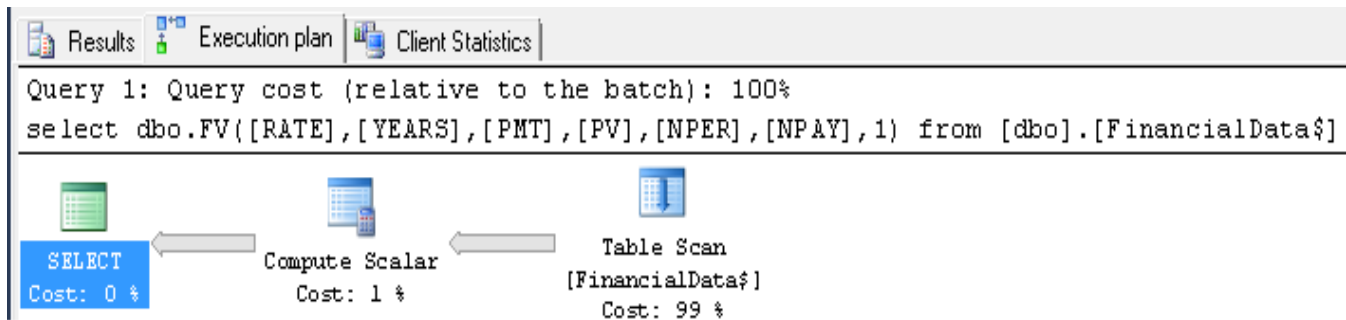 Results Execution plan Client Statistics
Query 1: Query cost (relative to the batch): 100%
select dbo.FV([RATE],[YEARS],[PMT],[PV],[NPER],[NPAY],1) from [dbo].[FinancialData$]
SELECT
Cost: 0 %
Compute Scalar
Cost: 1 %
Table Scan
[FinancialData$]
Cost: 99 %